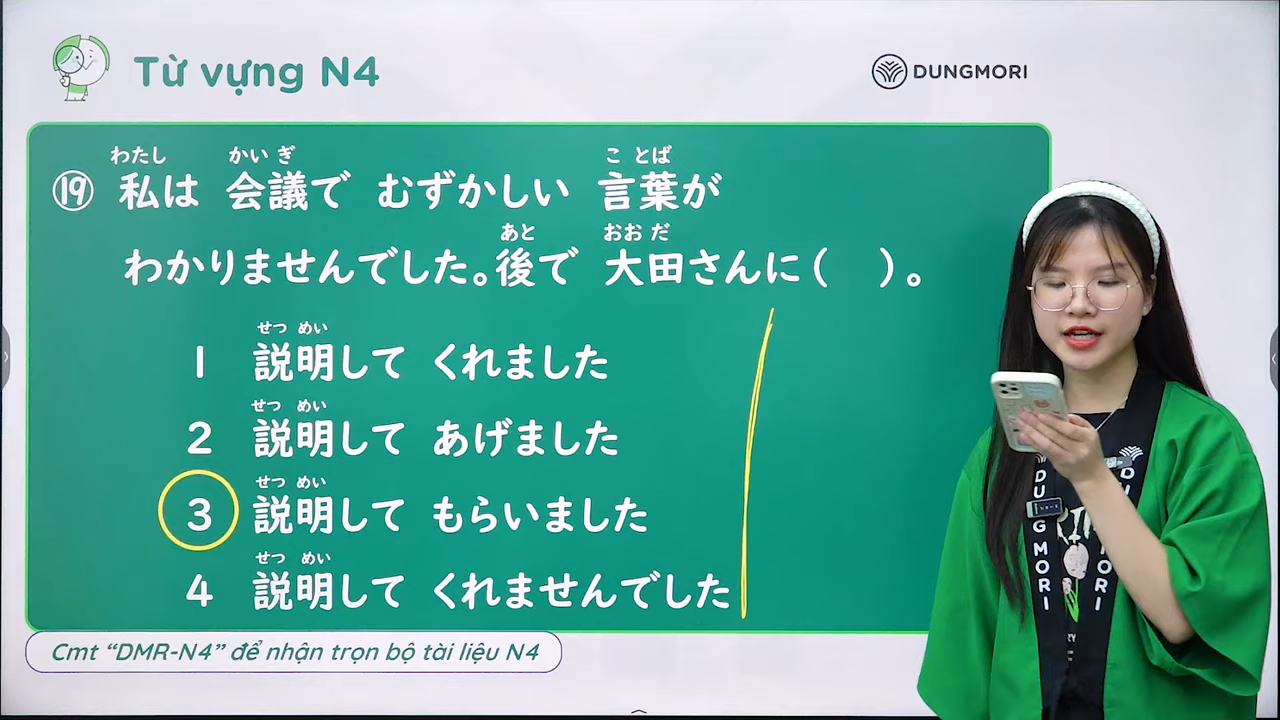 Từ vựng N4
DUNGMORI
わたし かいぎ ことば
⑲ 私は 会議で むずかしい 言葉が
あと おおだ
わかりませんでした。後で 大田さんに( )。
せつ めい
1 説明して くれました
せつ めい
2 説明して あげました
せつ めい
3 説明して もらいました
せつ めい
4 説明して くれませんでした
Cmt “DMR-N4” để nhận trọn bộ tài liệu N4
DUNG MORI